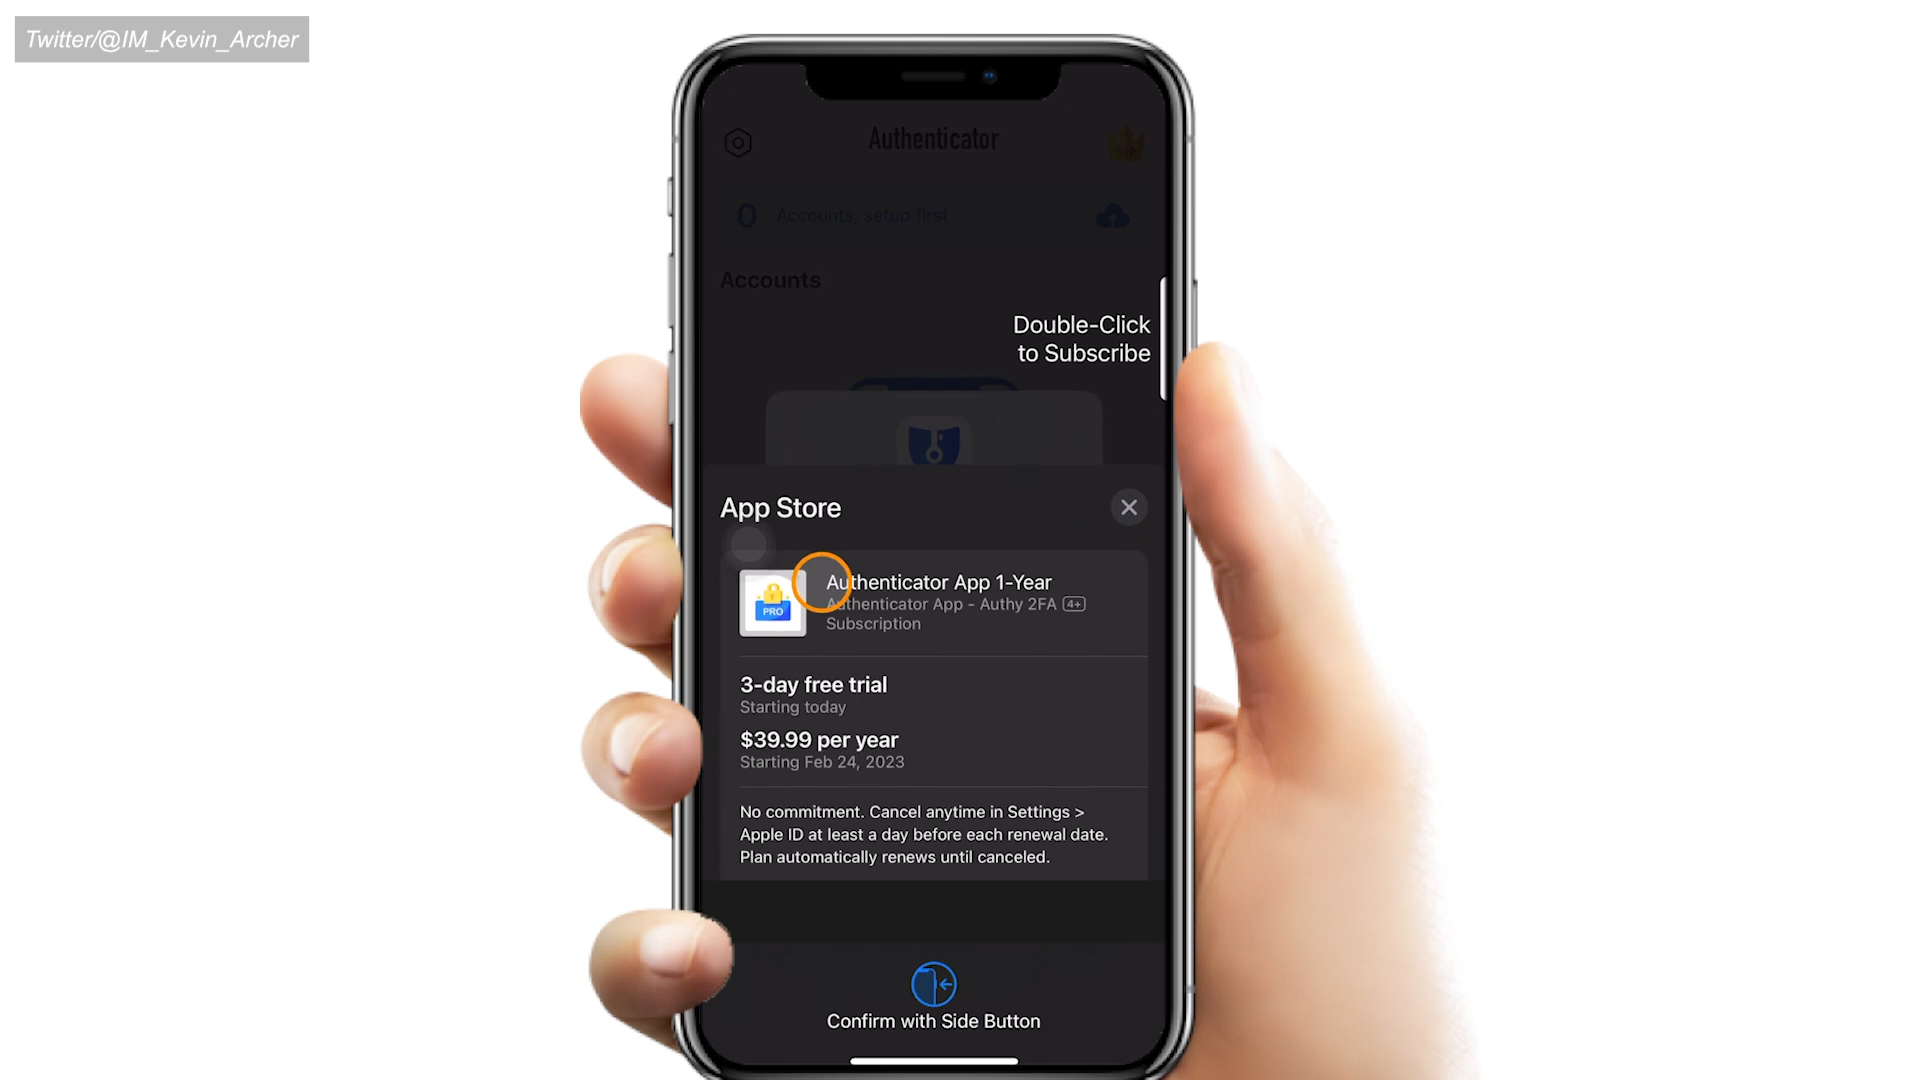 Twitter/@IM_Kevin_Archer
Authenticator
0 Accounts, setup first
Accounts
Double-Click
to Subscribe
App Store
PRO
Authenticator App 1-Year
Authenticator App - Authy 2FA 4+
Subscription
3-day free trial
Starting today
$39.99 per year
Starting Feb 24, 2023
No commitment. Cancel anytime in Settings >
Apple ID at least a day before each renewal date.
Plan automatically renews until canceled.
Confirm with Side Button